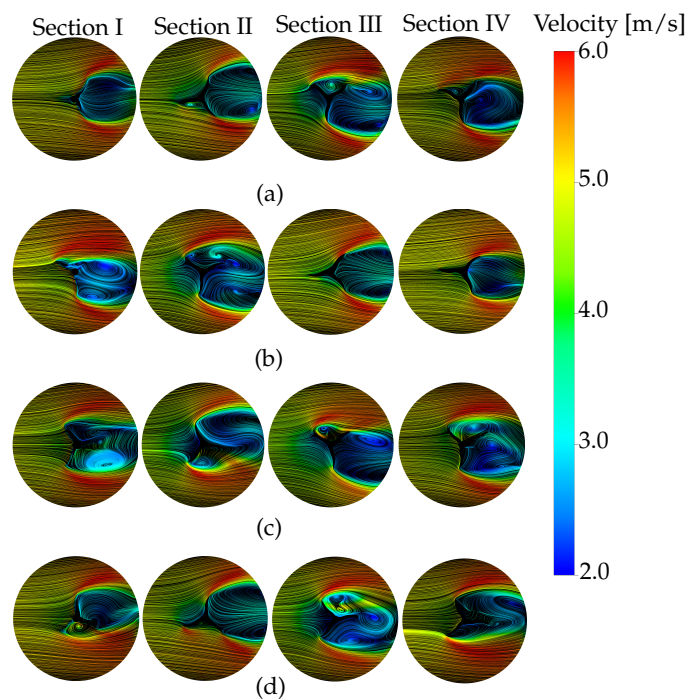 Section I Section II Section III Section IV Velocity [m/s]
6.0
(a)
5.0
(b)
4.0
3.0
(c)
2.0
(d)